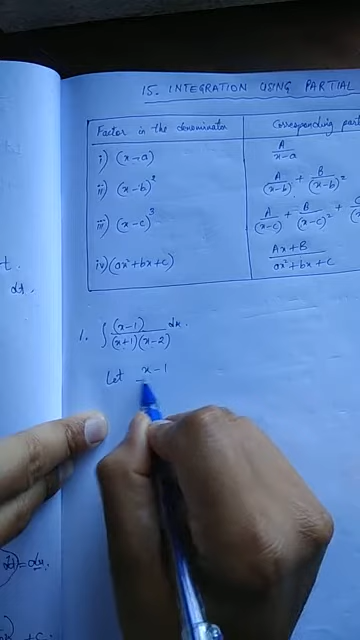 15. INTEGRATION USING PARTIAL
Factor in the denominator
Corresponding part
i) (x-a)
A/(x-a)
ii) (x-b)²
A/(x-b) + B/(x-b)²
iii) (x-c)³
A/(x-c) + B/(x-c)² +
iv) (ax²+bx+c)
Ax+B/(ax²+bx+c)
1. ∫ (x-1)/(x+1)(x-2) dx.
Let x-1